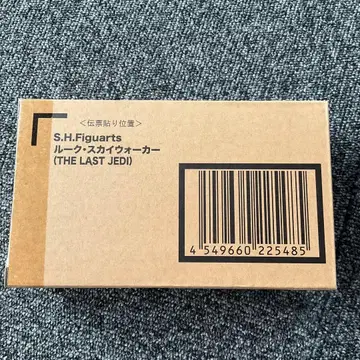 <伝票貼り位置>
S.H.Figuarts
ルーク・スカイウォーカー
(THE LAST JEDI)
4 549660 225485